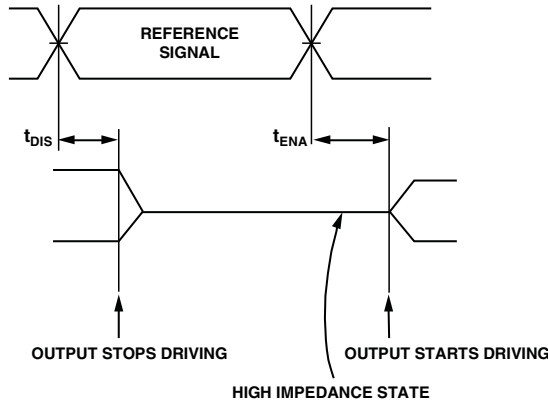 REFERENCE
SIGNAL
tDIS
tENA
OUTPUT STOPS DRIVING
OUTPUT STARTS DRIVING
HIGH IMPEDANCE STATE